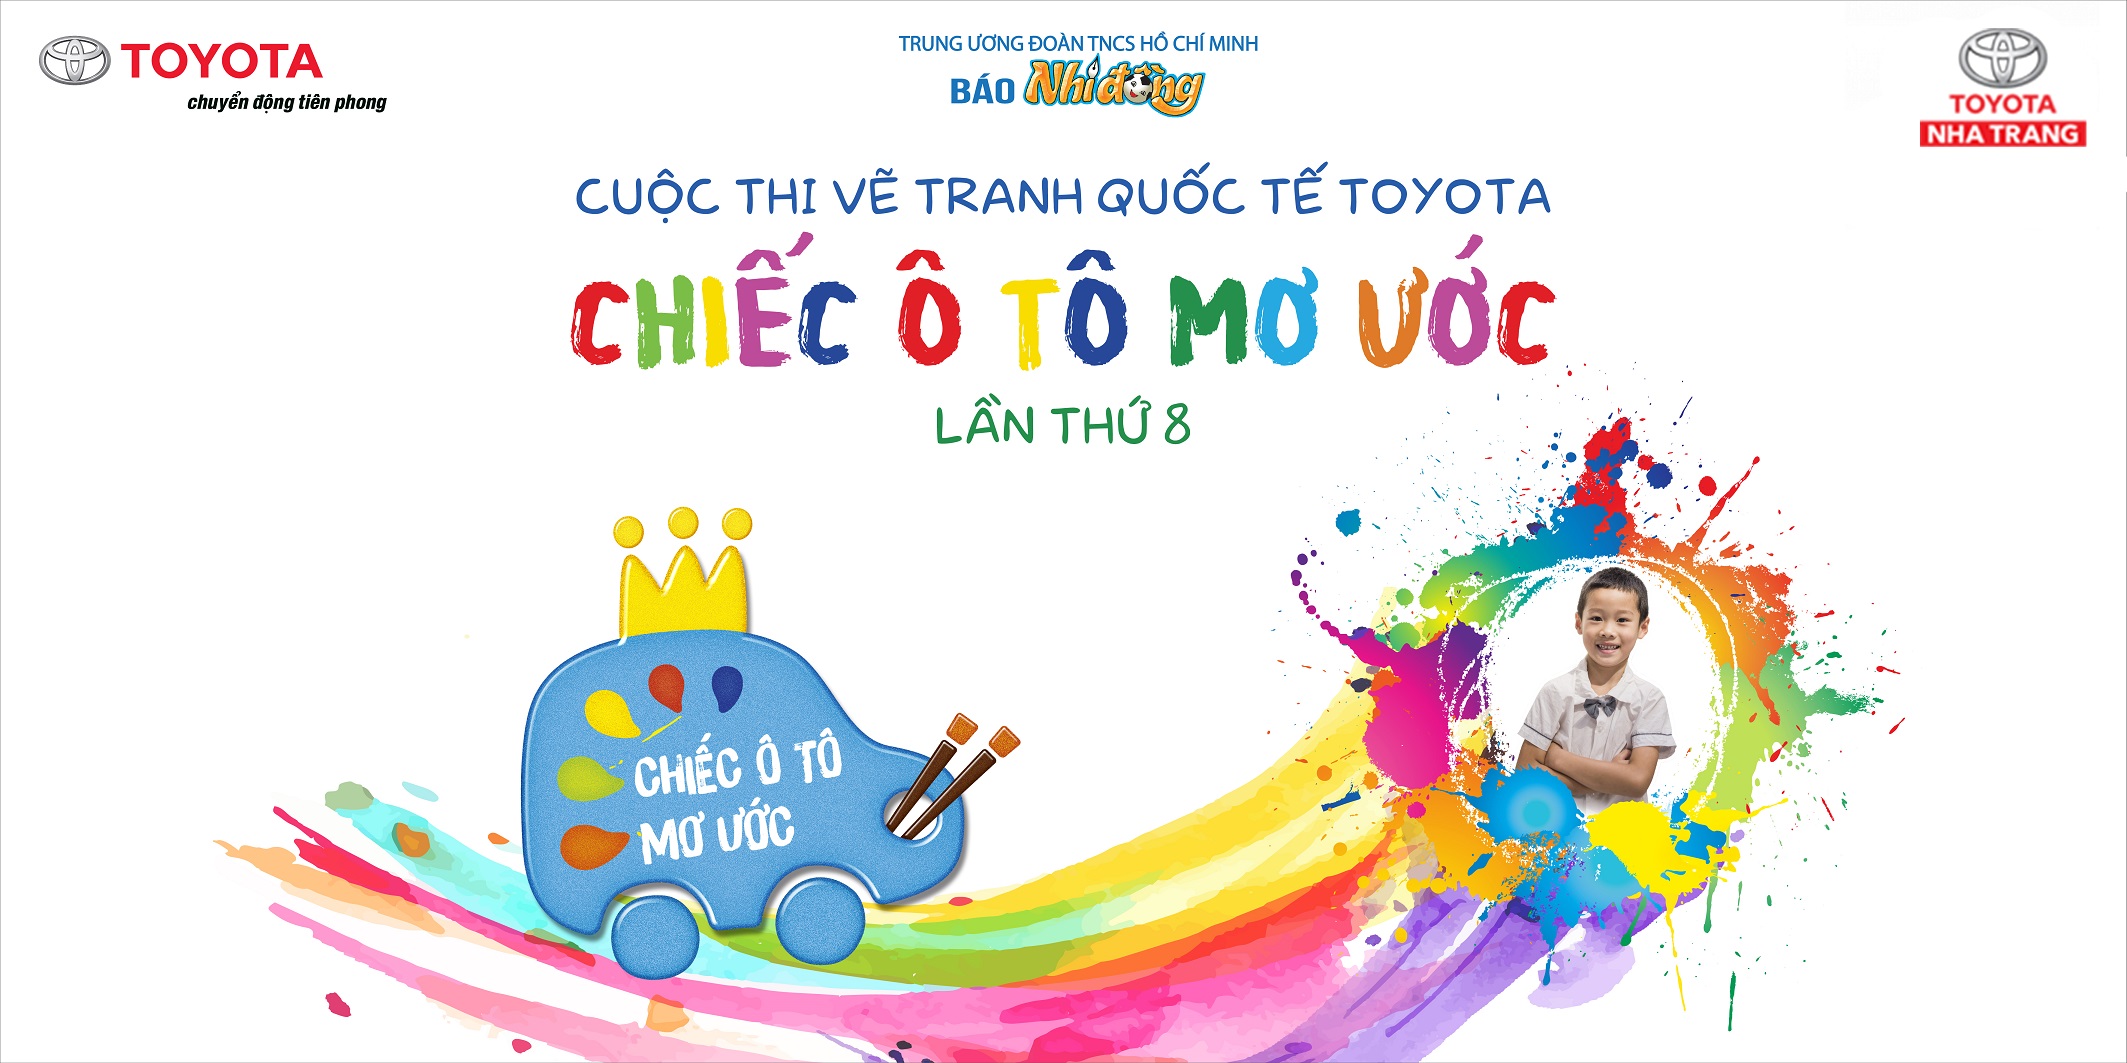 TOYOTA
chuyển động tiên phong
TRUNG ƯƠNG ĐOÀN TNCS HỒ CHÍ MINH
BÁO Nhi đồng
TOYOTA
NHA TRANG
CUỘC THI VẼ TRANH QUỐC TẾ TOYOTA
CHIẾC Ô TÔ MƠ ƯỚC
LẦN THỨ 8
CHIẾC Ô TÔ
MƠ ƯỚC